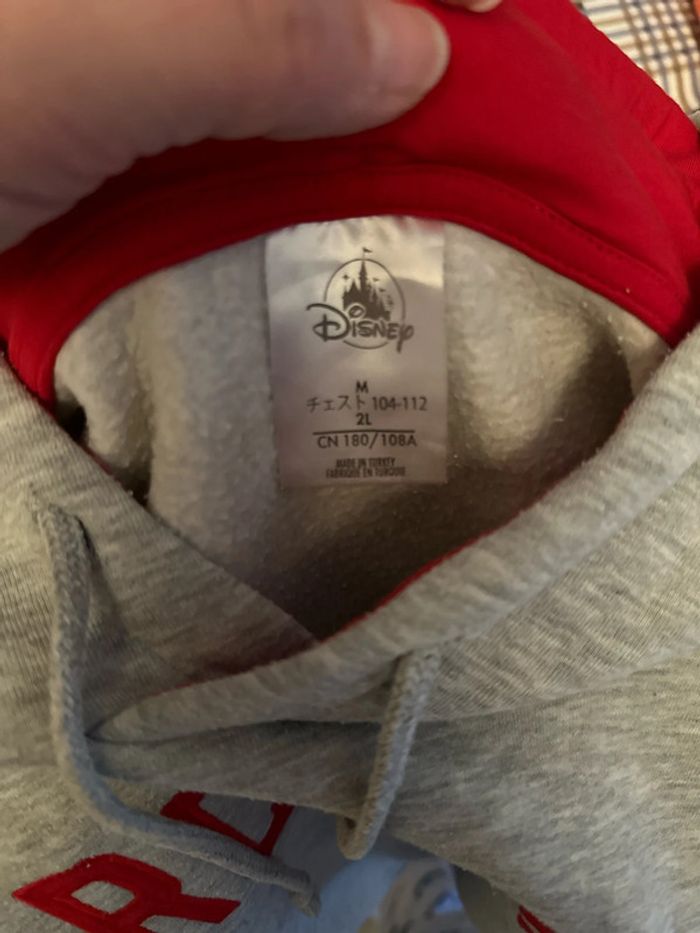 Disney
M
チェスト 104-112
2L
CN 180/108A
MADE IN TURKEY
FABRIQUÉ EN TURQUIE
R